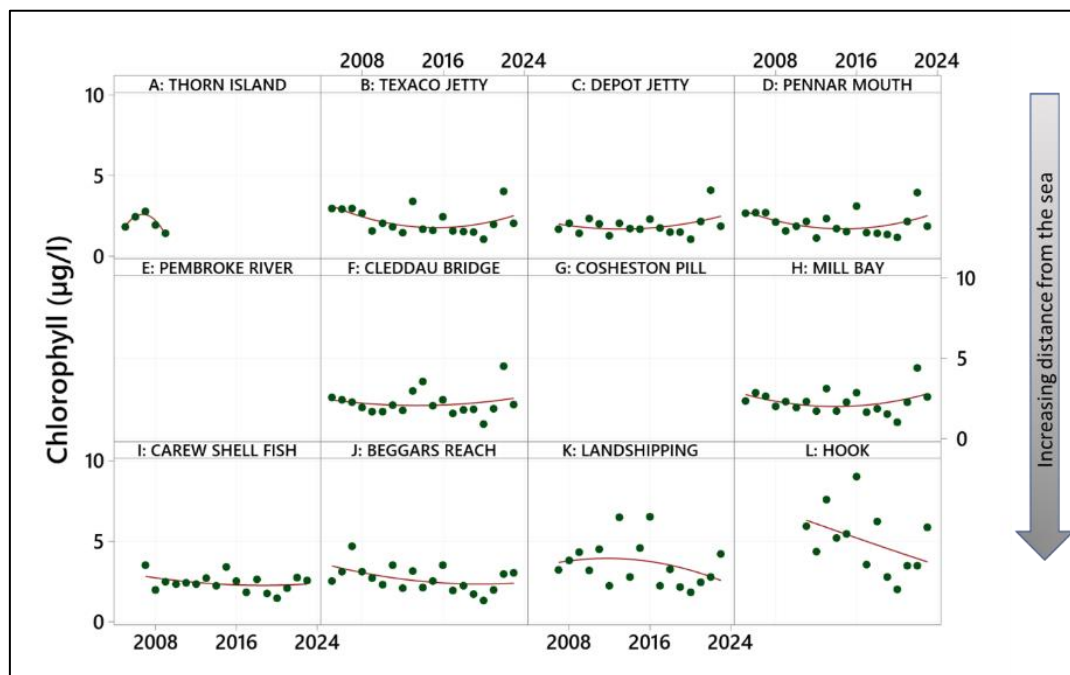 2008 2016 2024 2008 2016 2024
A: THORN ISLAND B: TEXACO JETTY C: DEPOT JETTY D: PENNAR MOUTH
10
5
0
E: PEMBROKE RIVER F: CLEDDAU BRIDGE G: COSHESTON PILL H: MILL BAY
10
5
0
I: CAREW SHELL FISH J: BEGGARS REACH K: LANDSHIPPING L: HOOK
10
5
0
2008 2016 2024 2008 2016 2024
Chlorophyll (µg/l)
Increasing distance from the sea